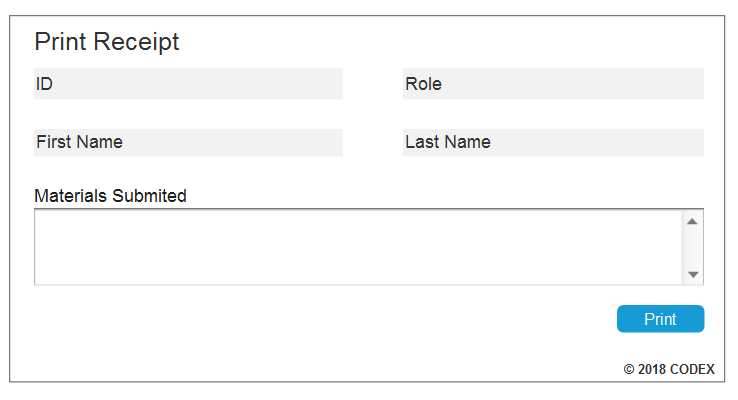 Print Receipt
ID Role
First Name Last Name
Materials Submited
Print
© 2018 CODEX